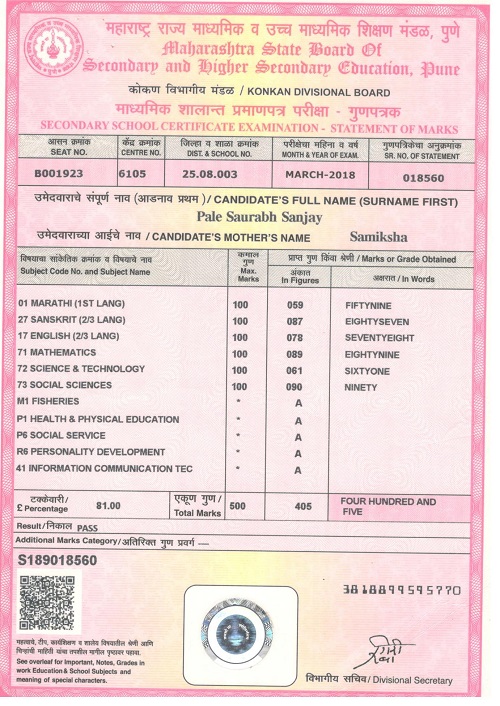 महाराष्ट्र राज्य माध्यमिक व उच्च माध्यमिक शिक्षण मंडळ, पुणे
Maharashtra State Board Of
Secondary and Higher Secondary Education, Pune
कोकण विभागीय मंडळ / KONKAN DIVISIONAL BOARD
माध्यमिक शालान्त प्रमाणपत्र परीक्षा - गुणपत्रक
SECONDARY SCHOOL CERTIFICATE EXAMINATION - STATEMENT OF MARKS
आसन क्रमांक केंद्र क्रमांक जिल्हा व शाळा क्रमांक परीक्षेचा महिना व वर्ष गुणपत्रिकेचा अनुक्रमांक
SEAT NO. CENTRE NO. DIST. & SCHOOL NO. MONTH & YEAR OF EXAM. SR. NO. OF STATEMENT
B001923 6105 25.08.003 MARCH-2018 018560
उमेदवाराचे संपूर्ण नाव (आडनाव प्रथम) / CANDIDATE'S FULL NAME (SURNAME FIRST)
Pale Saurabh Sanjay
उमेदवाराच्या आईचे नाव / CANDIDATE'S MOTHER'S NAME Samiksha
विषयाचा सांकेतिक क्रमांक व विषयाचे नाव
Subject Code No. and Subject Name
कमाल
गुण
Max.
Marks
प्राप्त गुण किंवा श्रेणी / Marks or Grade Obtained
अंकात
In Figures
अक्षरात / In Words
01 MARATHI (1ST LANG) 100 059 FIFTYNINE
27 SANSKRIT (2/3 LANG) 100 087 EIGHTYSEVEN
17 ENGLISH (2/3 LANG) 100 078 SEVENTYEIGHT
71 MATHEMATICS 100 089 EIGHTYNINE
72 SCIENCE & TECHNOLOGY 100 061 SIXTYONE
73 SOCIAL SCIENCES 100 090 NINETY
M1 FISHERIES * A
P1 HEALTH & PHYSICAL EDUCATION * A
P6 SOCIAL SERVICE * A
R6 PERSONALITY DEVELOPMENT * A
41 INFORMATION COMMUNICATION TEC * A
टक्केवारी /
£ Percentage 81.00
एकूण गुण /
Total Marks 500 405 FOUR HUNDRED AND
FIVE
Result/निकाल PASS
Additional Marks Category/अतिरिक्त गुण प्रवर्ग ---
S189018560
3818899595770
महत्वाचे, टीप, कार्यशिक्षण व शालेय विषयातील श्रेणी आणि
चिन्हांची माहिती यांचा तपशील मागील पृष्ठावर पहावा.
See overleaf for Important, Notes, Grades in
work Education & School Subjects and
meaning of special characters.
विभागीय सचिव / Divisional Secretary